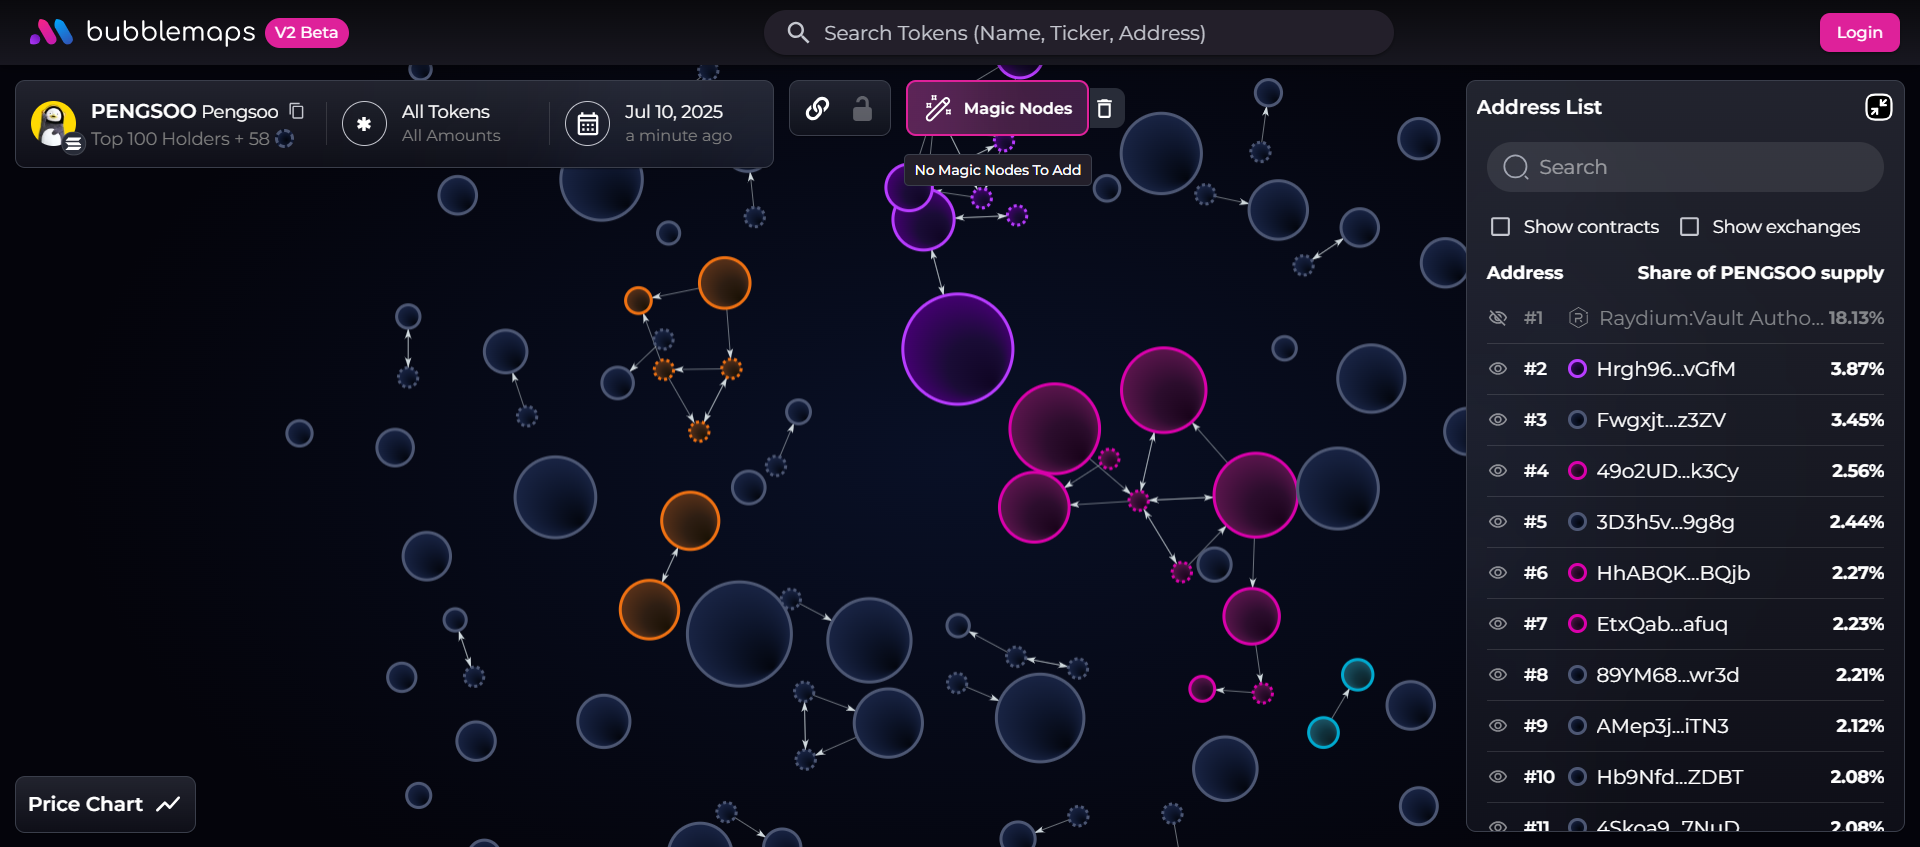 bubblemaps V2 Beta
Search Tokens (Name, Ticker, Address)
Login
PENGSOO Pengsoo
Top 100 Holders + 58
All Tokens
All Amounts
Jul 10, 2025
a minute ago
Magic Nodes
No Magic Nodes To Add
Address List
Search
Show contracts Show exchanges
Address Share of PENGSOO supply
#1 Raydium:Vault Autho... 18.13%
#2 Hrgh96...vGfM 3.87%
#3 Fwgxjt...z3ZV 3.45%
#4 49o2UD...k3Cy 2.56%
#5 3D3h5v...9g8g 2.44%
#6 HhABQK...BQjb 2.27%
#7 EtxQab...afuq 2.23%
#8 89YM68...wr3d 2.21%
#9 AMep3j...iTN3 2.12%
#10 Hb9Nfd...ZDBT 2.08%
#11 4Skoa9...7NuD 2.08%
Price Chart